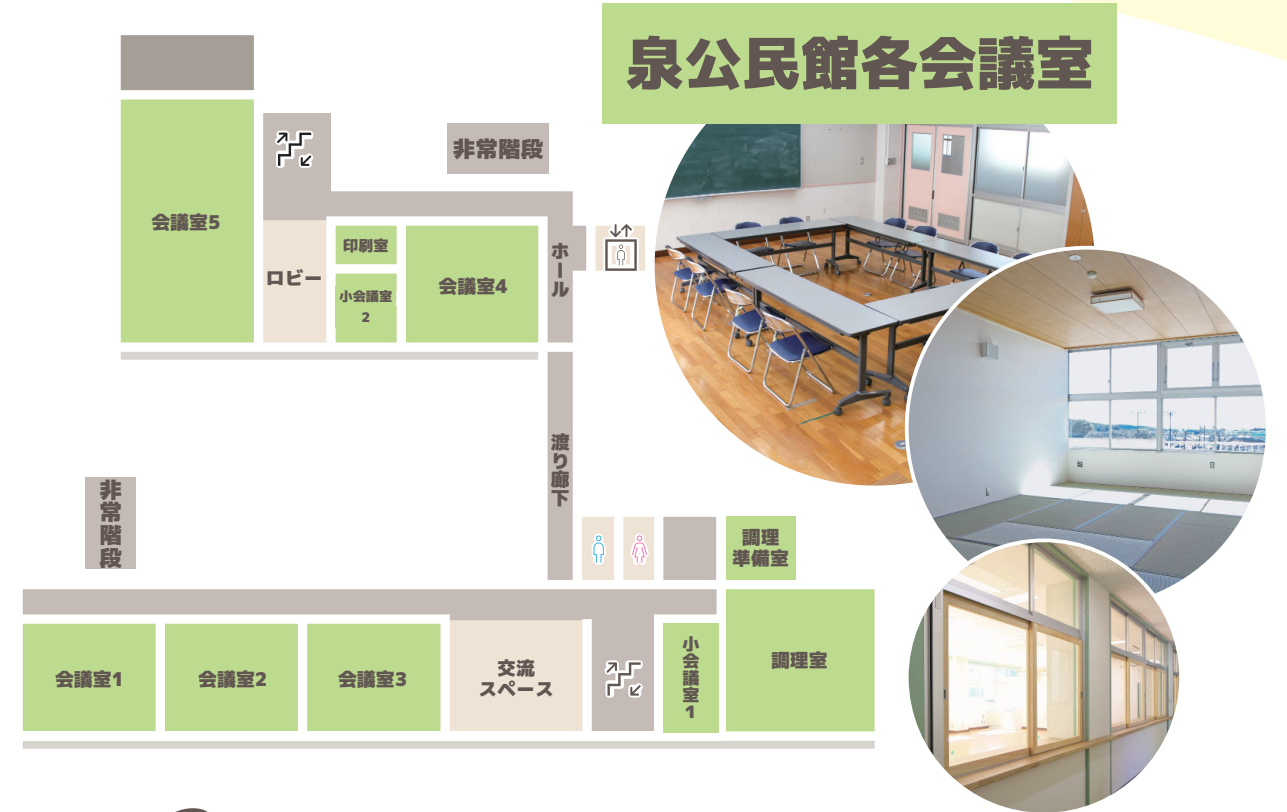 泉公民館各会議室
非常階段
会議室5
印刷室
ロビー
小会議室
2
会議室4
ホール
渡り廊下
非常階段
調理
準備室
会議室1
会議室2
会議室3
交流
スペース
小会議室1
調理室